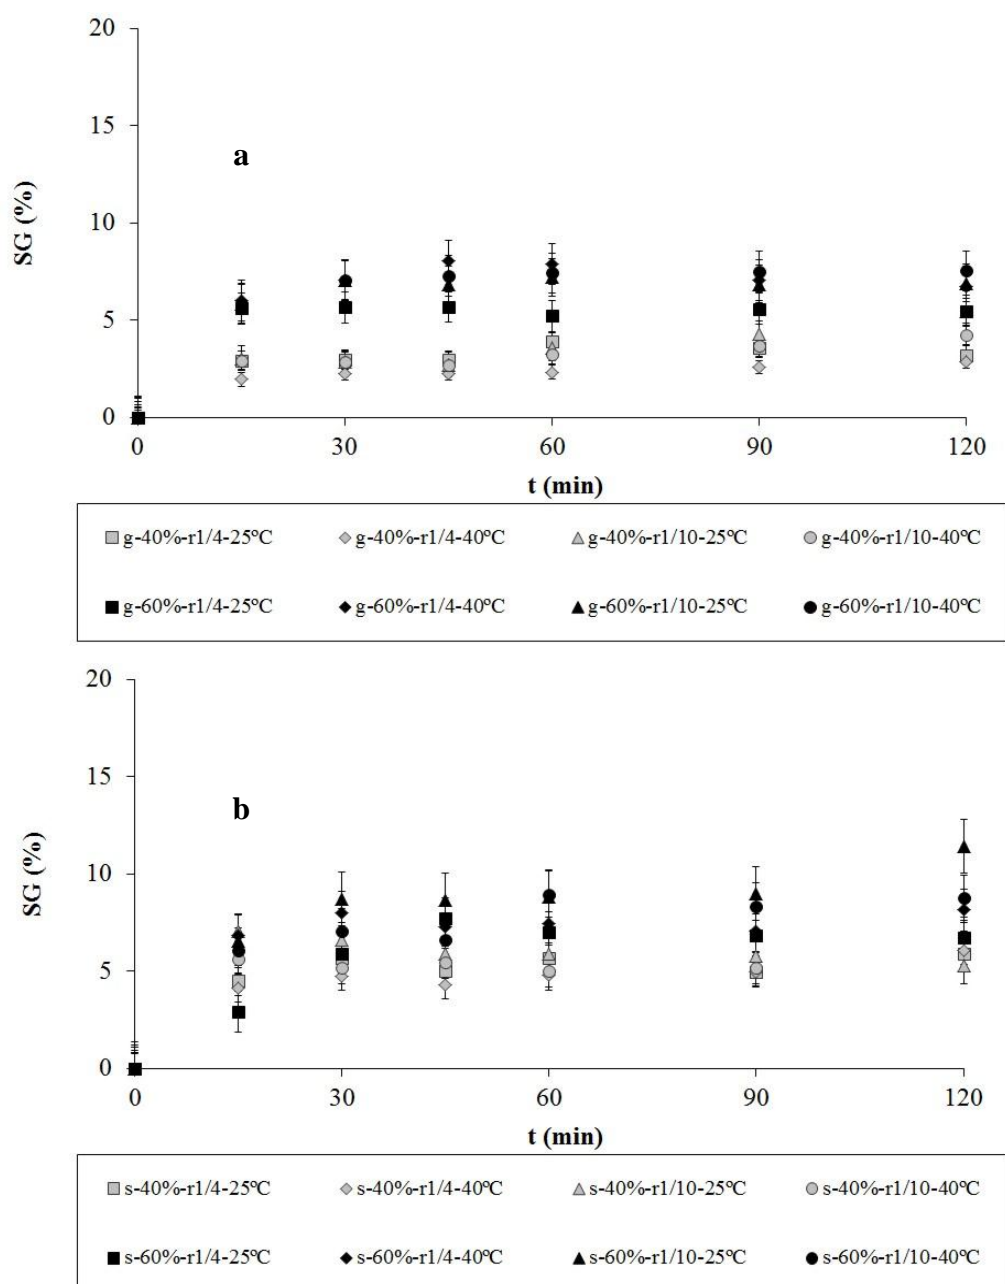 20
15
a
SG (%)
10
5
0
0 30 60 90 120
t (min)
g-40%-r1/4-25ºC g-40%-r1/4-40ºC g-40%-r1/10-25ºC g-40%-r1/10-40ºC
g-60%-r1/4-25ºC g-60%-r1/4-40ºC g-60%-r1/10-25ºC g-60%-r1/10-40ºC
20
15
b
SG (%)
10
5
0
0 30 60 90 120
t (min)
s-40%-r1/4-25ºC s-40%-r1/4-40ºC s-40%-r1/10-25ºC s-40%-r1/10-40ºC
s-60%-r1/4-25ºC s-60%-r1/4-40ºC s-60%-r1/10-25ºC s-60%-r1/10-40ºC